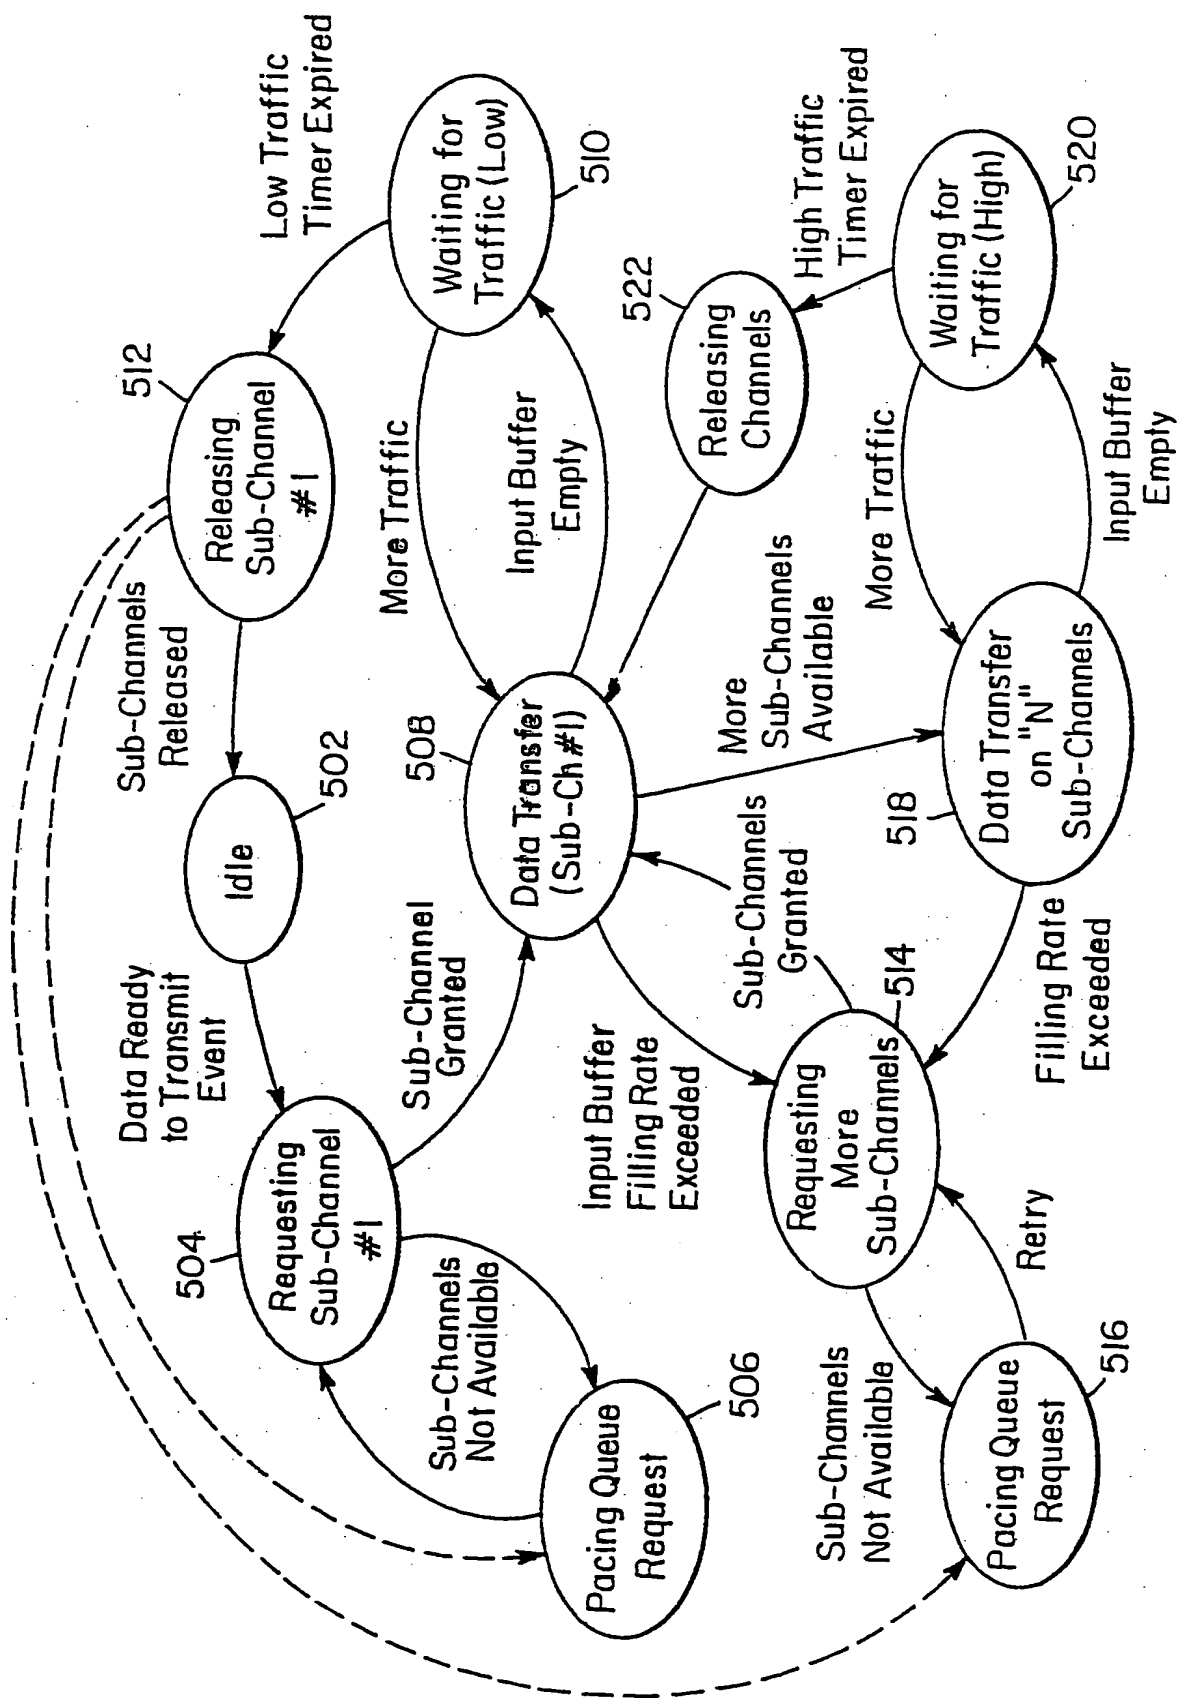 Low Traffic
Timer Expired
512
Releasing
Sub-Channel
#1
Sub-Channels
Released
Idle
502
Data Ready
to Transmit
Event
504
Requesting
Sub-Channel
#1
Waiting for
Traffic (Low)
510
More Traffic
Input Buffer
Empty
508
Data Transfer
(Sub-Ch#1)
Sub-Channel
Granted
Sub-Channels
Not Available
Pacing Queue
Request
506
High Traffic
Timer Expired
522
Releasing
Channels
More
Sub-Channels
Available
Sub-Channels
Granted
Input Buffer
Filling Rate
Exceeded
514
Requesting
More
Sub-Channels
Waiting for
Traffic (High)
520
More Traffic
Input Buffer
Empty
518
Data Transfer
on "N"
Sub-Channels
Filling Rate
Exceeded
Retry
Sub-Channels
Not Available
Pacing Queue
Request
516